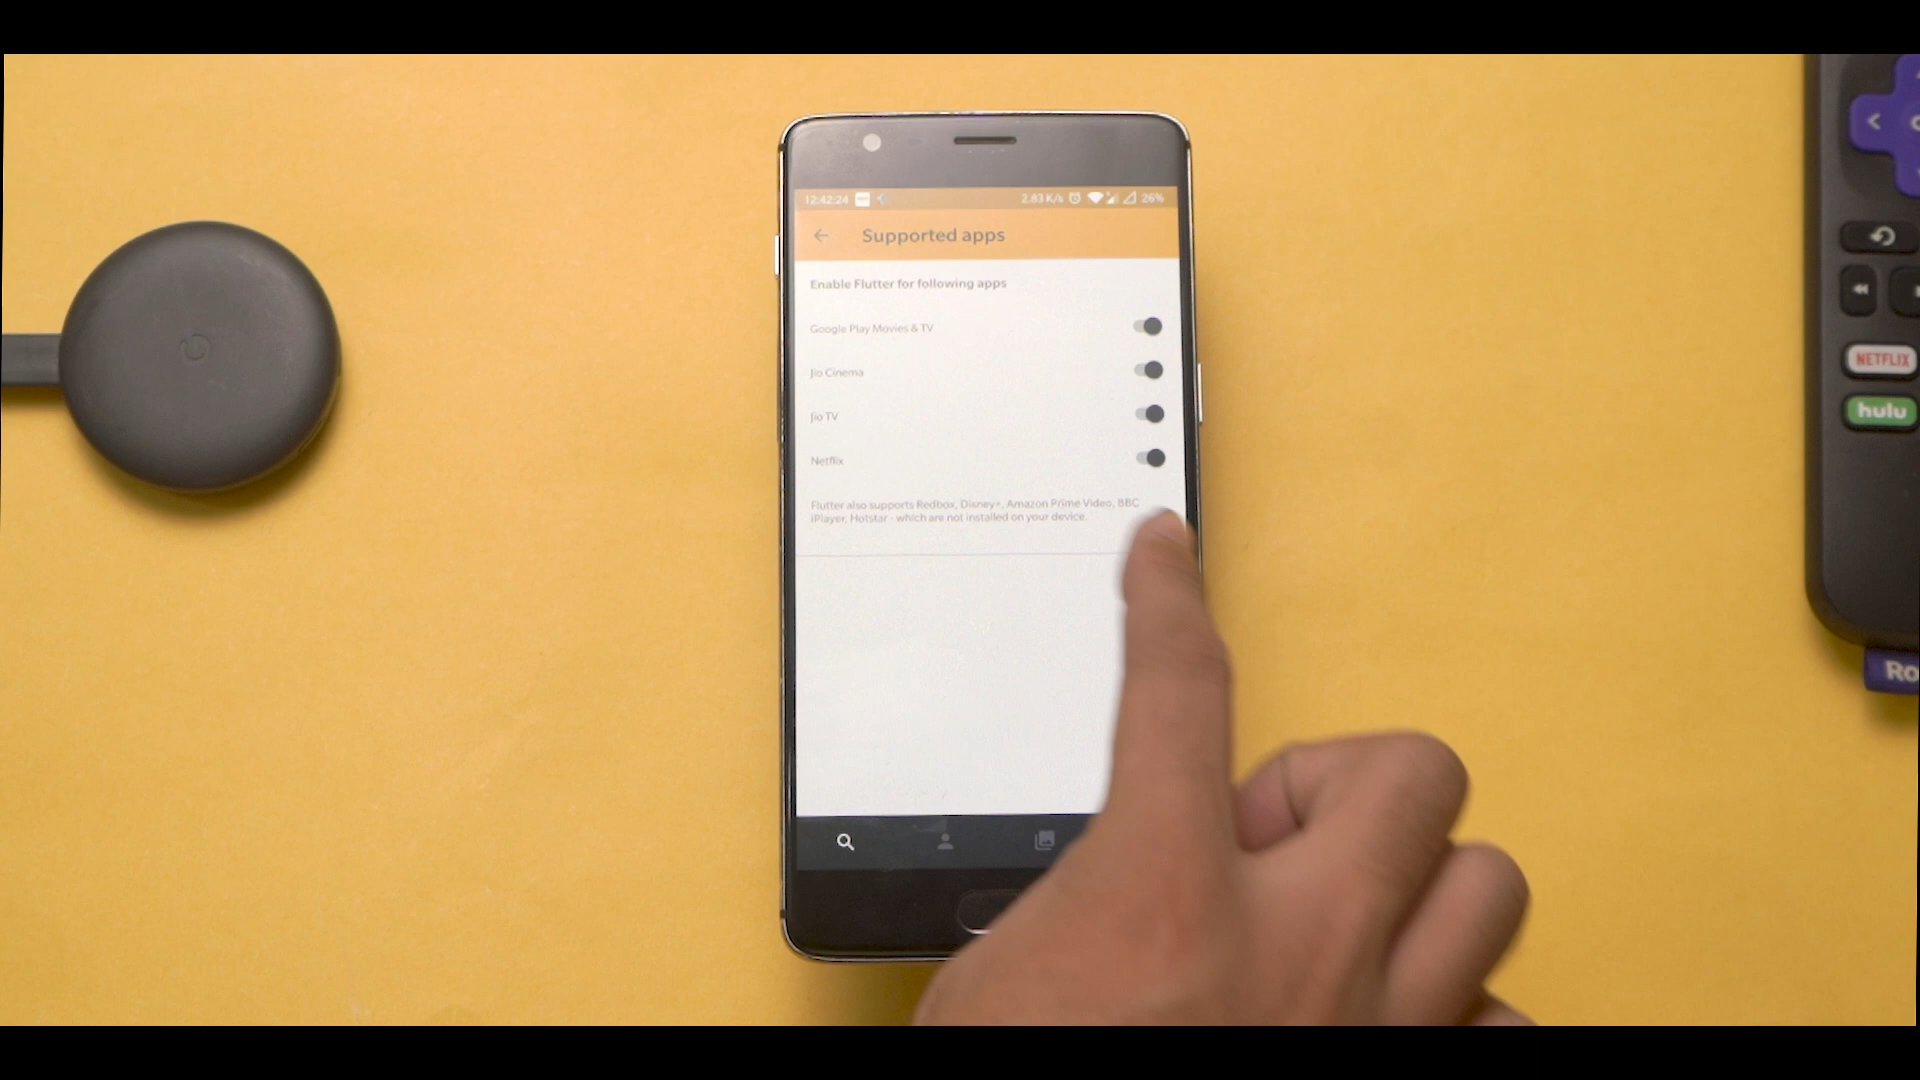 12:42:24
2.83 K/s
26%
Supported apps
Enable Flutter for following apps
Google Play Movies & TV
Jio Cinema
Jio TV
Netflix
Flutter also supports Redbox, Disney+, Amazon Prime Video, BBC
iPlayer, Hotstar - which are not installed on your device.
NETFLIX
hulu
Ro